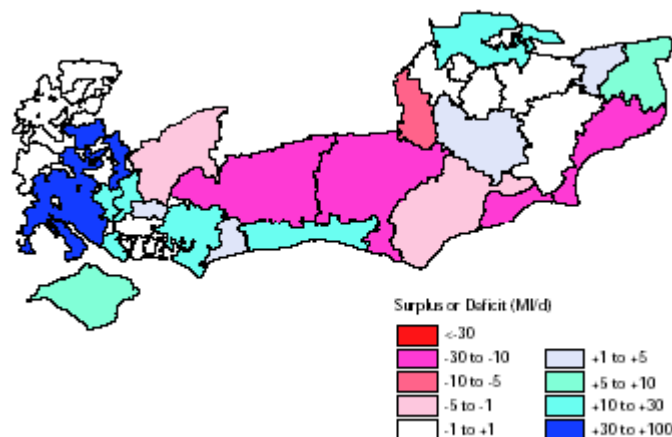 Surplus or Deficit (Ml/d)
<-30
-30 to -10
-10 to -5
-5 to -1
-1 to +1
+1 to +5
+5 to +10
+10 to +30
+30 to +100